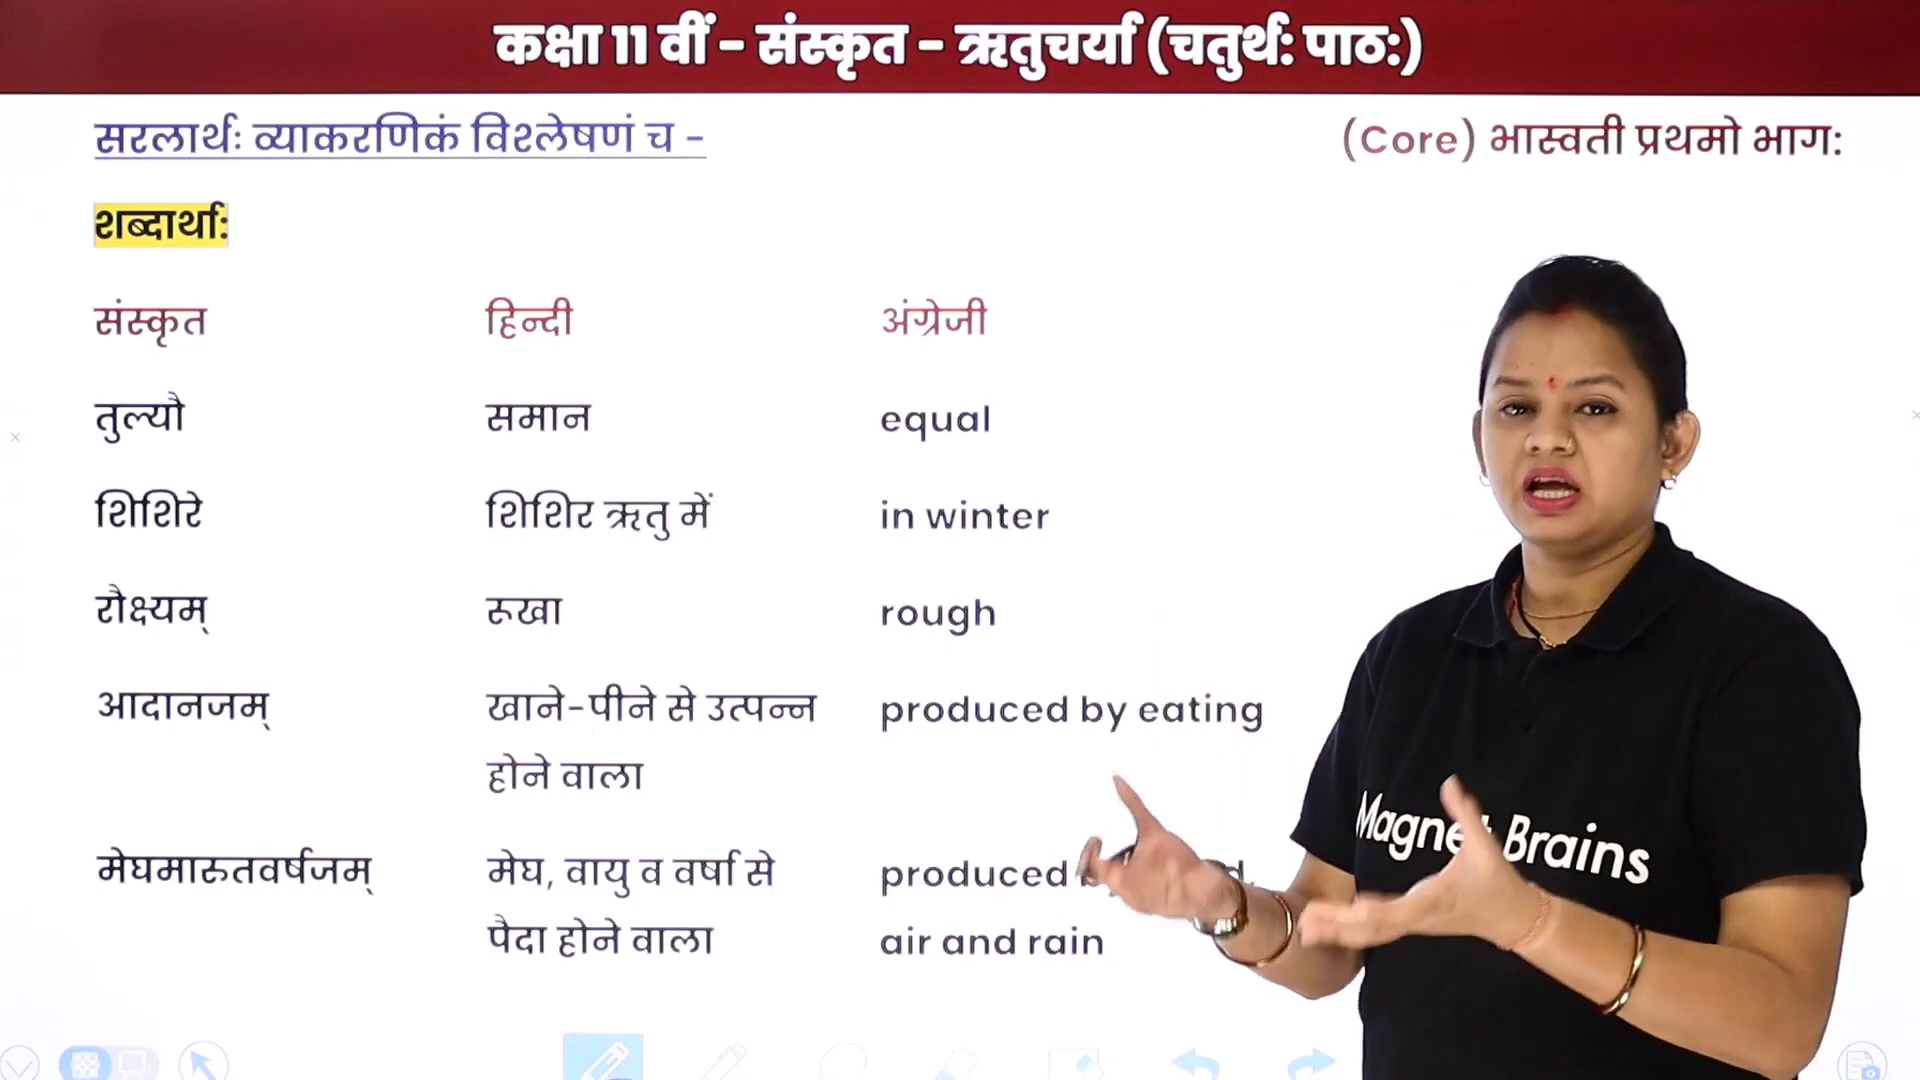 कक्षा 11 वीं - संस्कृत - ऋतुचर्या (चतुर्थ: पाठ:)
सरलार्थः व्याकरणिकं विश्लेषणं च -
(Core) भास्वती प्रथमो भाग:
शब्दार्था:
संस्कृत हिन्दी अंग्रेजी
तुल्यौ समान equal
शिशिरे शिशिर ऋतु में in winter
रौक्ष्यम् रूखा rough
आदानजम् खाने-पीने से उत्पन्न produced by eating
होने वाला
मेघमारुतवर्षजम् मेघ, वायु व वर्षा से produced
पैदा होने वाला air and rain
Magnet Brains